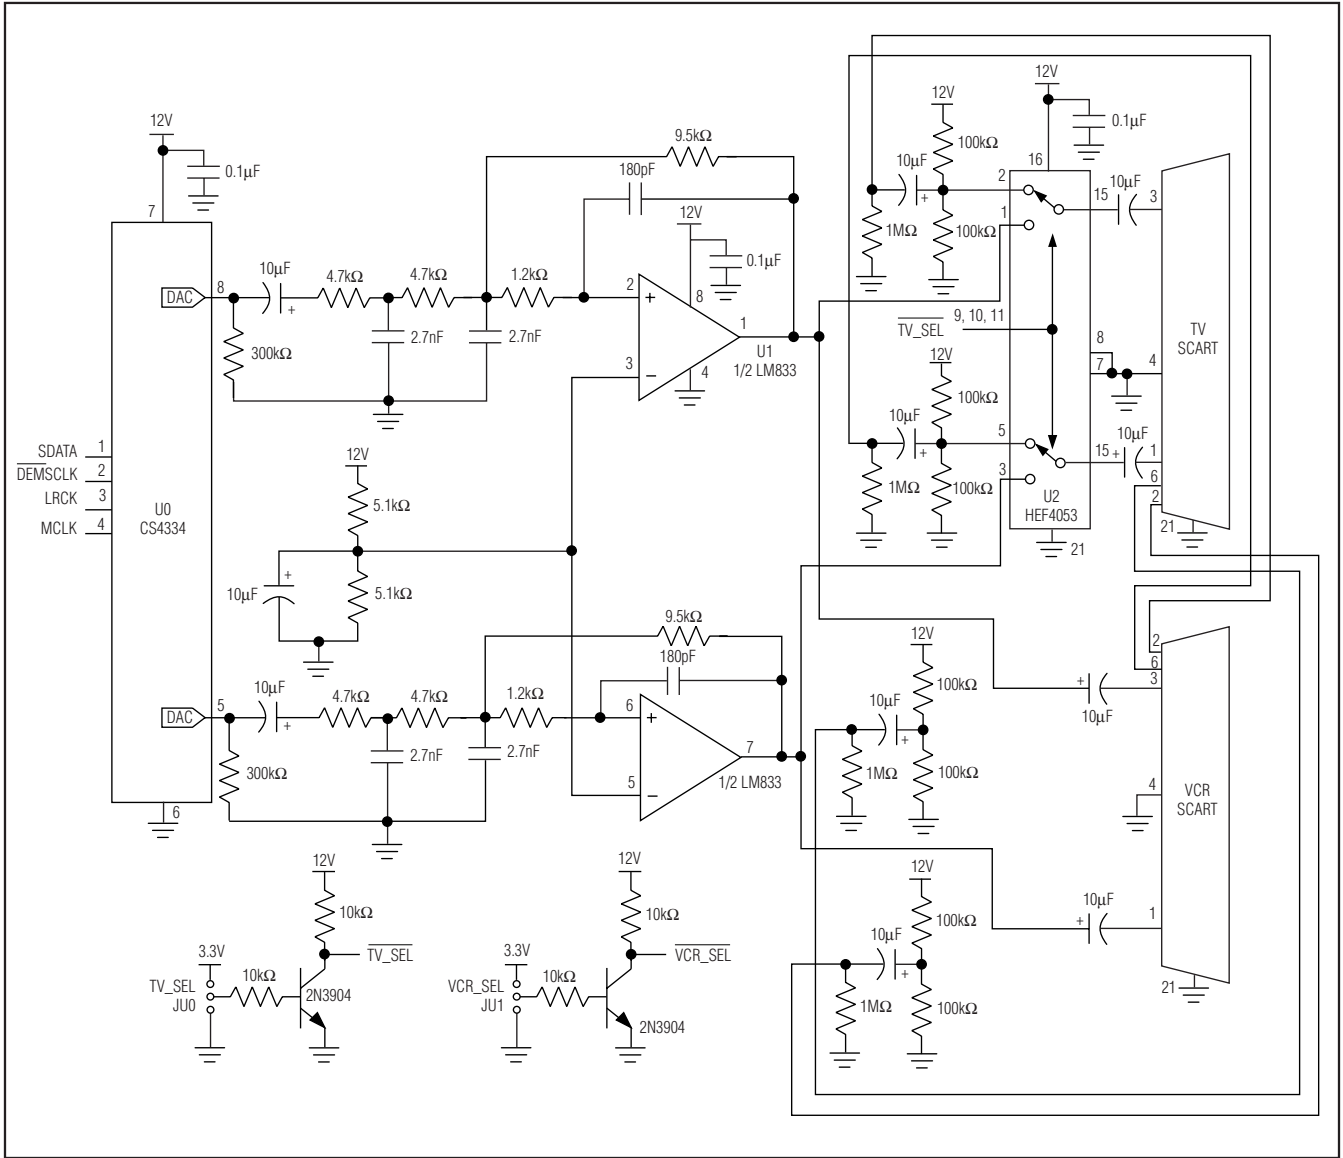 12V
0.1µF
7
DAC
8
10µF
+
4.7kΩ
4.7kΩ
1.2kΩ
300kΩ
2.7nF
2.7nF
9.5kΩ
180pF
12V
0.1µF
8
2
+
3
−
4
1
U1
1/2 LM833
SDATA
1
DEMSCLK
2
LRCK
3
MCLK
4
U0
CS4334
12V
5.1kΩ
5.1kΩ
+
10µF
DAC
5
10µF
+
4.7kΩ
4.7kΩ
1.2kΩ
300kΩ
2.7nF
2.7nF
9.5kΩ
180pF
6
+
5
−
7
1/2 LM833
6
12V
10kΩ
TV_SEL
3.3V
TV_SEL
JU0
10kΩ
2N3904
12V
10kΩ
VCR_SEL
3.3V
VCR_SEL
JU1
10kΩ
2N3904
12V
100kΩ
10µF
+
1MΩ
100kΩ
12V
0.1µF
16
2
1
15
10µF
3
TV_SEL
9, 10, 11
12V
100kΩ
10µF
+
1MΩ
100kΩ
5
3
8
7
4
TV
SCART
10µF
15
+
1
6
2
U2
HEF4053
21
21
12V
100kΩ
10µF
+
1MΩ
100kΩ
2
6
3
+
10µF
4
VCR
SCART
12V
100kΩ
10µF
+
1MΩ
100kΩ
10µF
+
1
21